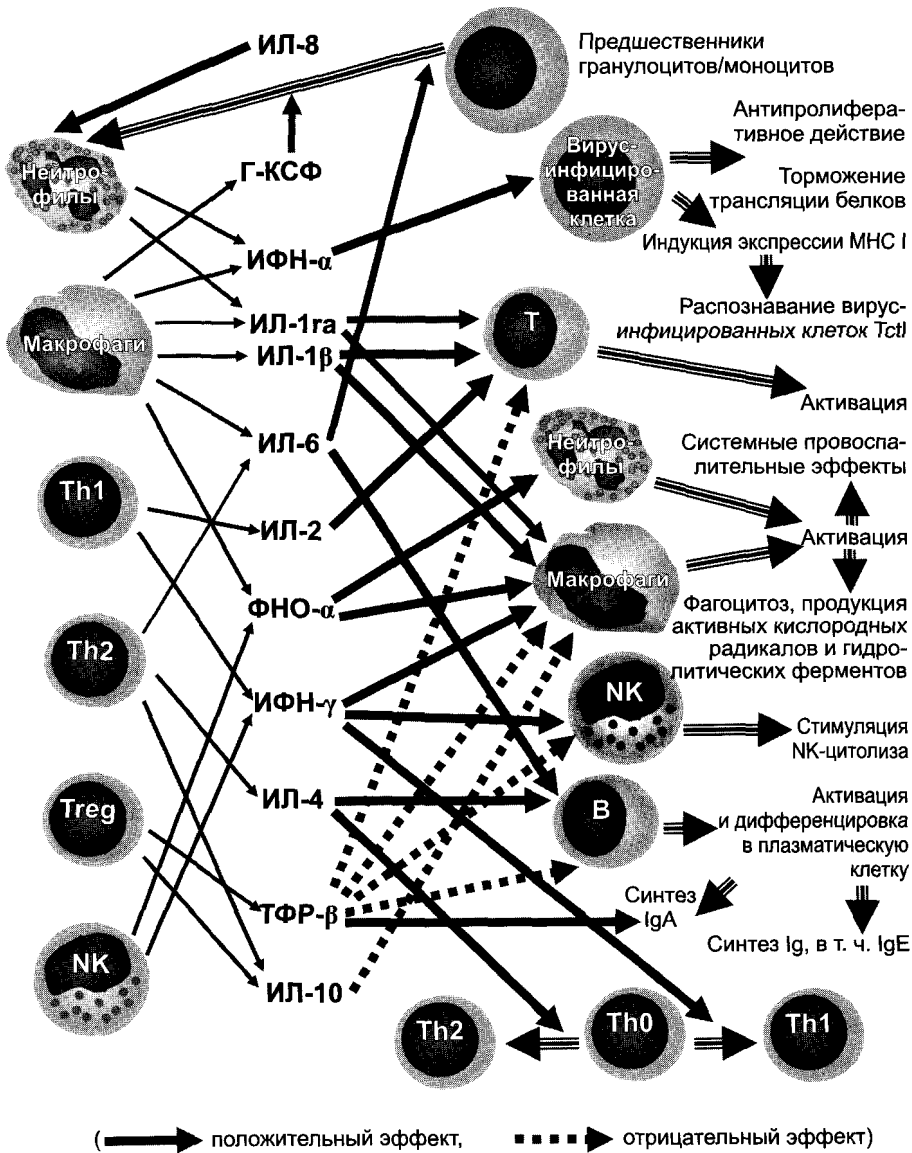 ИЛ-8
Предшественники
гранулоцитов/моноцитов
Антипролифера-
тивное действие
Нейтро-
филы
Г-КСФ
Вирус-
инфициро-
ванная
клетка
Торможение
трансляции белков
Индукция экспрессии MHC I
ИФН-α
Макрофаги
ИЛ-1ra
ИЛ-1β
T
Распознавание вирус-
инфицированных клеток TctI
Активация
ИЛ-6
Нейтро-
филы
Системные провоспа-
лительные эффекты
Th1
ИЛ-2
Активация
Макрофаги
ФНО-α
Фагоцитоз, продукция
активных кислородных
радикалов и гидро-
литических ферментов
Th2
ИФН-γ
NK
Стимуляция
NK-цитолиза
Treg
ИЛ-4
B
Активация
и дифференцировка
в плазматическую
клетку
ТФР-β
Синтез
IgA
Синтез Ig, в т. ч. IgE
NK
ИЛ-10
Th2
Th0
Th1
( положительный эффект, отрицательный эффект)